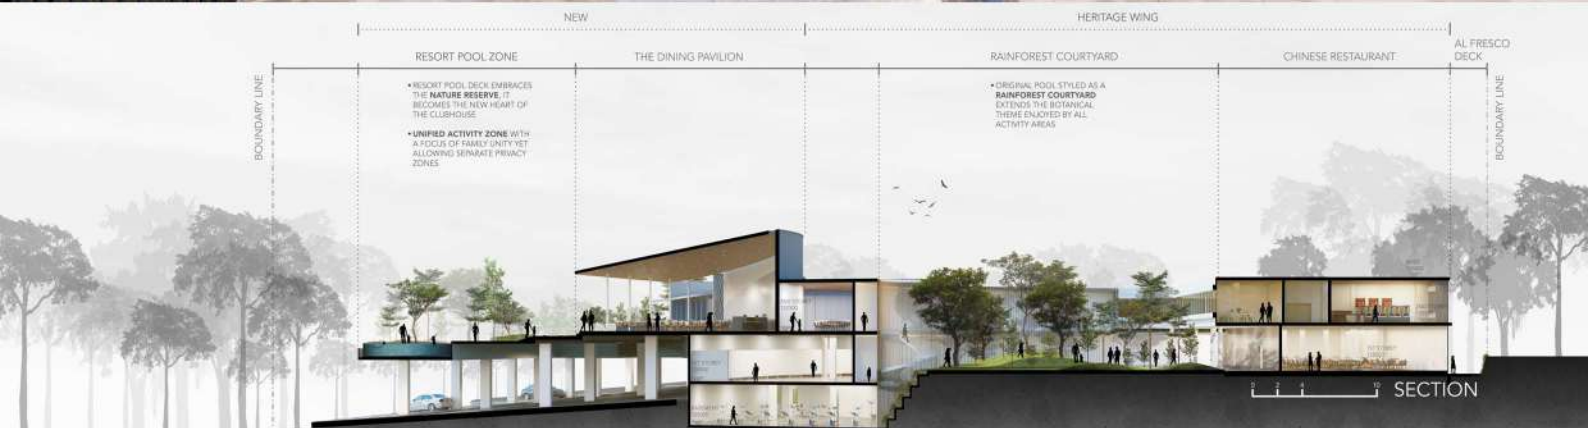 NEW
HERITAGE WING
RESORT POOL ZONE
THE DINING PAVILION
RAINFOREST COURTYARD
CHINESE RESTAURANT
AL FRESCO
DECK
BOUNDARY LINE
• RESORT POOL DECK EMBRACES
THE NATURE RESERVE. IT
BECOMES THE NEW HEART OF
THE CLUBHOUSE
• UNIFIED ACTIVITY ZONE WITH
A FOCUS OF FAMILY UNITY YET
ALLOWING SEPARATE PRIVACY
ZONES
• ORIGINAL POOL STYLED AS A
RAINFOREST COURTYARD
EXTENDS THE BOTANICAL
THEME ENJOYED BY ALL
ACTIVITY AREAS
BOUNDARY LINE
0 2 4 10 SECTION